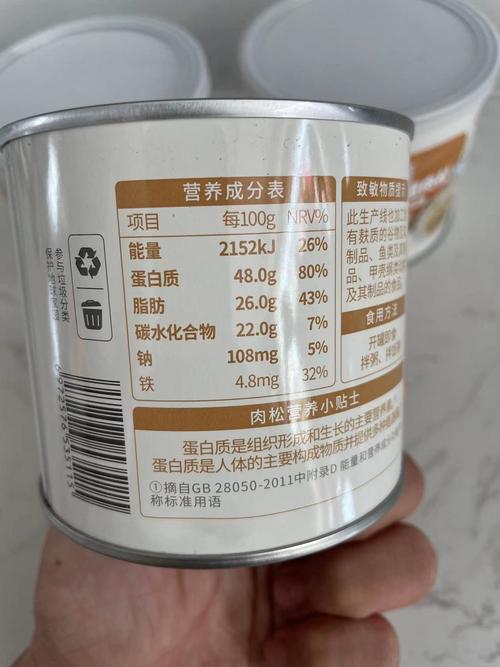 营养成分表
项目 每100g NRV%
能量 2152kJ 26%
蛋白质 48.0g 80%
脂肪 26.0g 43%
碳水化合物 22.0g 7%
钠 108mg 5%
铁 4.8mg 32%
致敏物质提示
此生产线也加工
有麸质的谷物及
制品、鱼类及其
品、甲壳纲类
及其制品的食品
食用方法
开罐即食
拌粥、拌饭
肉松营养小贴士
蛋白质是组织形成和生长的主要营养素
蛋白质是人体的主要构成物质并提供多种
①摘自GB 28050-2011中附录D 能量和营养成分
称标准用语
参与垃圾分类
保护地球家园